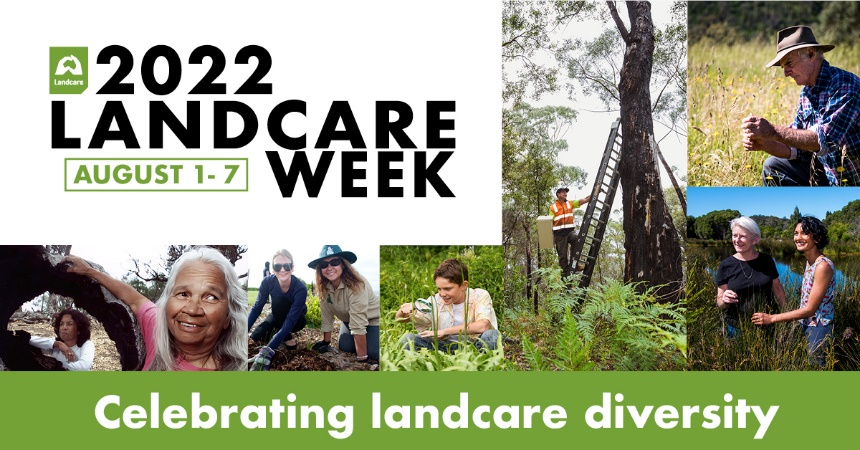 Landcare
2022
LANDCARE
WEEK
AUGUST 1- 7
Celebrating landcare diversity